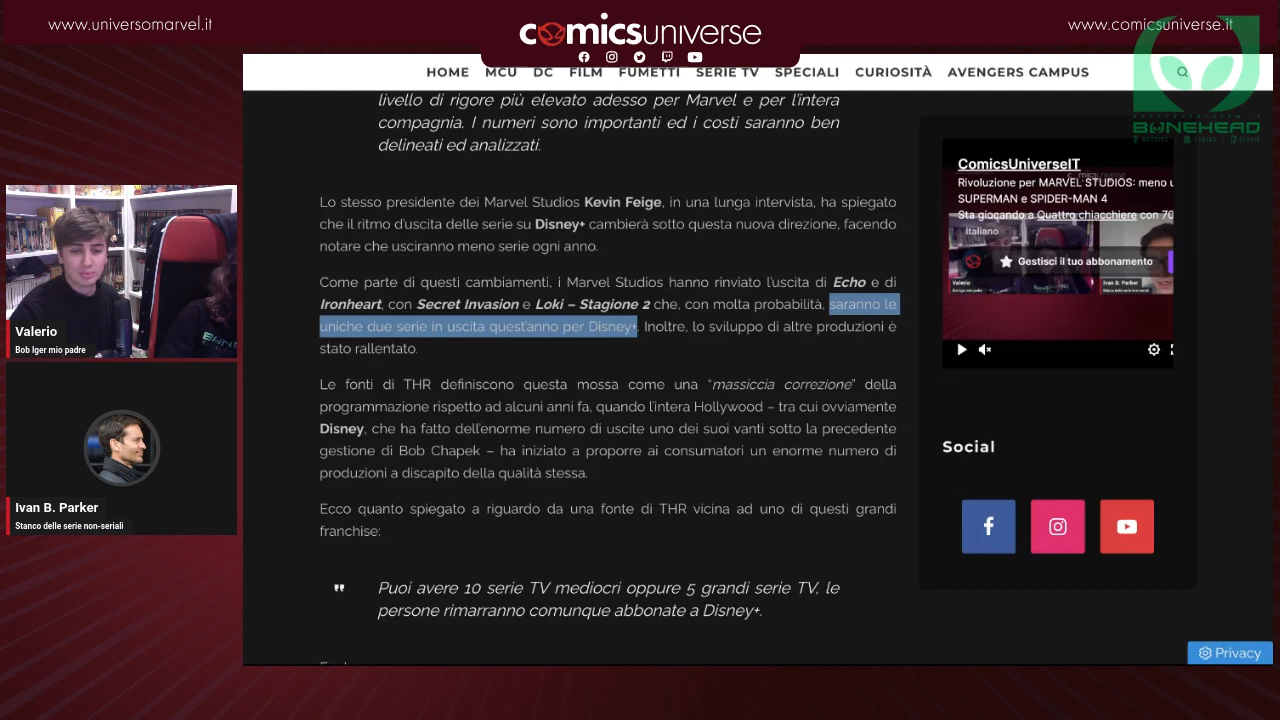 www.universomarvel.it
comicsuniverse
www.comicsuniverse.it
HOME MCU DC FILM FUMETTI SERIE TV SPECIALI CURIOSITÀ AVENGERS CAMPUS
BONEHEAD
livello di rigore più elevato adesso per Marvel e per l'intera
compagnia. I numeri sono importanti ed i costi saranno ben
delineati ed analizzati.
Lo stesso presidente dei Marvel Studios Kevin Feige, in una lunga intervista, ha spiegato
che il ritmo d'uscita delle serie su Disney+ cambierà sotto questa nuova direzione, facendo
notare che usciranno meno serie ogni anno.
Come parte di questi cambiamenti, i Marvel Studios hanno rinviato l'uscita di Echo e di
Ironheart, con Secret Invasion e Loki – Stagione 2 che, con molta probabilità, saranno le
uniche due serie in uscita quest'anno per Disney+. Inoltre, lo sviluppo di altre produzioni è
stato rallentato.
Le fonti di THR definiscono questa mossa come una “massiccia correzione” della
programmazione rispetto ad alcuni anni fa, quando l'intera Hollywood – tra cui ovviamente
Disney, che ha fatto dell'enorme numero di uscite uno dei suoi vanti sotto la precedente
gestione di Bob Chapek – ha iniziato a proporre ai consumatori un enorme numero di
produzioni a discapito della qualità stessa.
Ecco quanto spiegato a riguardo da una fonte di THR vicina ad uno di questi grandi
franchise:
" Puoi avere 10 serie TV mediocri oppure 5 grandi serie TV, le
persone rimarranno comunque abbonate a Disney+.
ComicsUniverseIT
Rivoluzione per MARVEL STUDIOS: meno
SUPERMAN e SPIDER-MAN 4
Sta giocando a Quattro chiacchiere con 70
Italiano
Gestisci il tuo abbonamento
Valerio
Ivan B. Parker
Social
Privacy
Valerio
Bob Iger mio padre
Ivan B. Parker
Stanco delle serie non-seriali